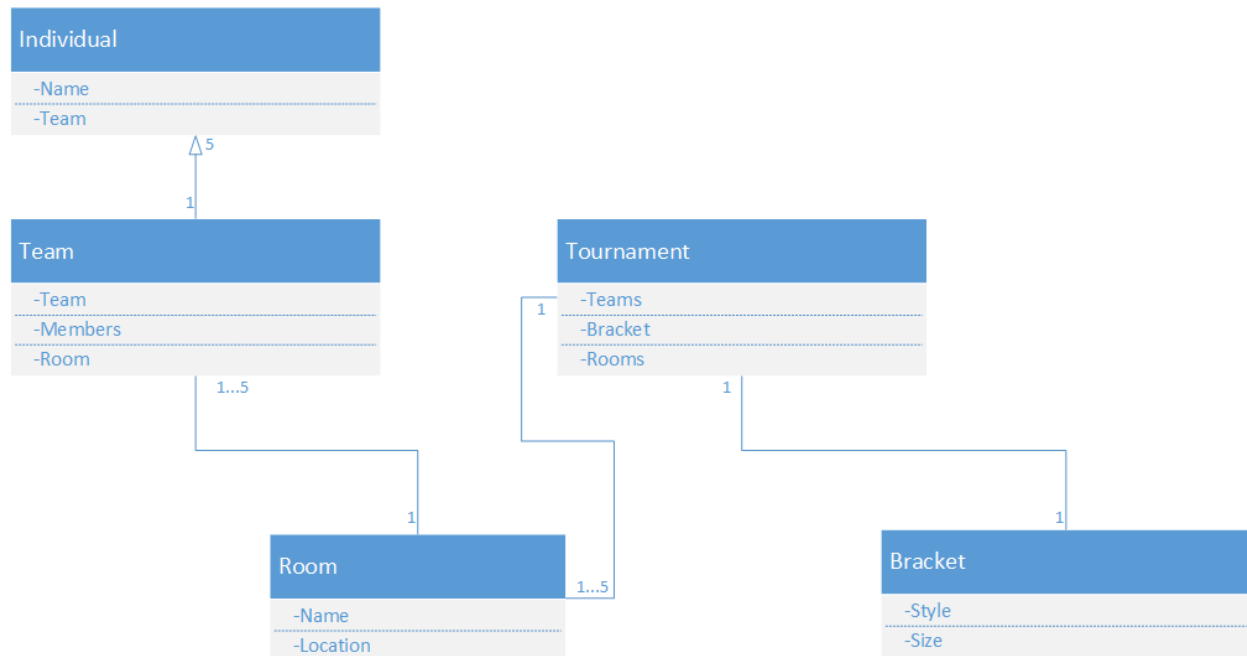 Individual
-Name
-Team
5
1
Team
-Team
-Members
-Room
1...5
Tournament
-Teams
-Bracket
-Rooms
1
1
1
Room
-Name
-Location
1...5
1
Bracket
-Style
-Size